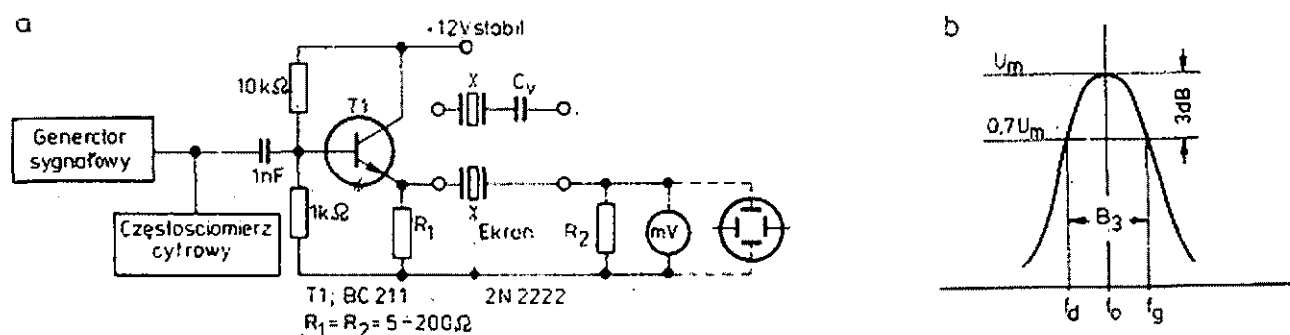 a
+12V stabil
10kΩ
T1
X
Cv
Generator
sygnałowy
1nF
1kΩ
R1
X
Ekran
R2
mV
Częstościomierz
cyfrowy
T1; BC 211
2N 2222
R1=R2=5÷200Ω
b
Um
0,7Um
3dB
B3
fd
fo
fg